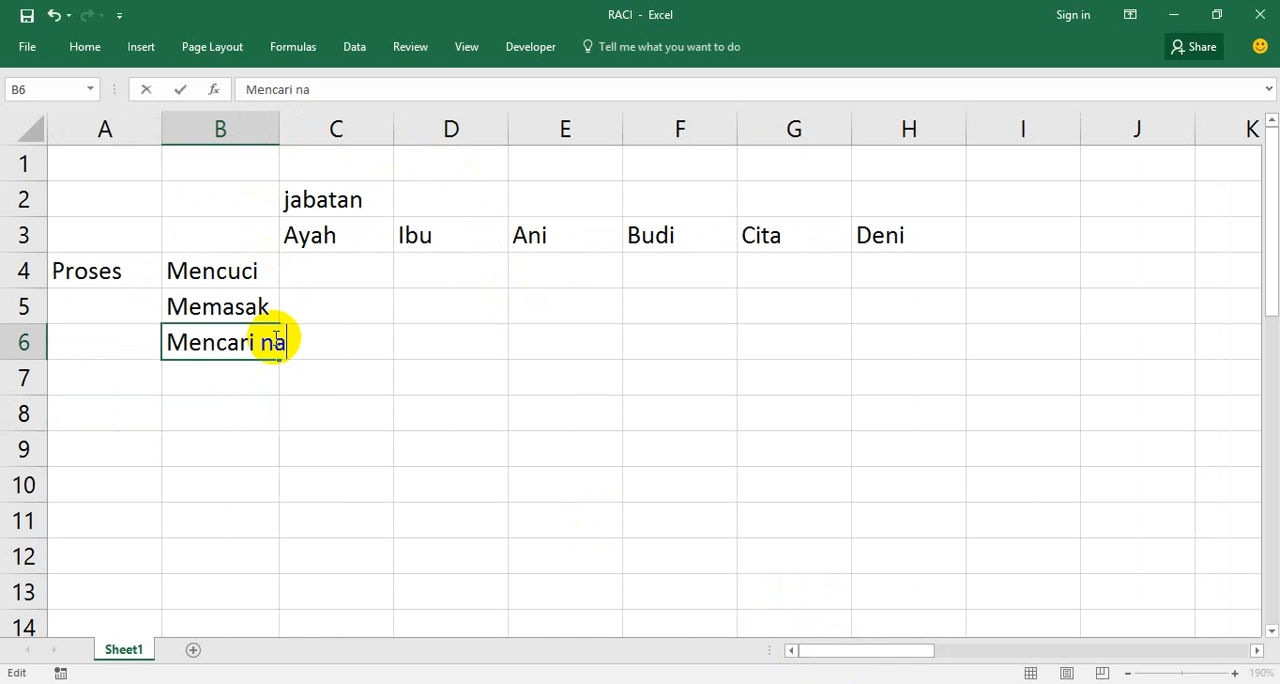 RACI - Excel
Sign in
File Home Insert Page Layout Formulas Data Review View Developer Tell me what you want to do Share
B6 fx Mencari na
A B C D E F G H I J K
1
2 jabatan
3 Ayah Ibu Ani Budi Cita Deni
4 Proses Mencuci
5 Memasak
6 Mencari na
7
8
9
10
11
12
13
14
Sheet1
Edit 190%